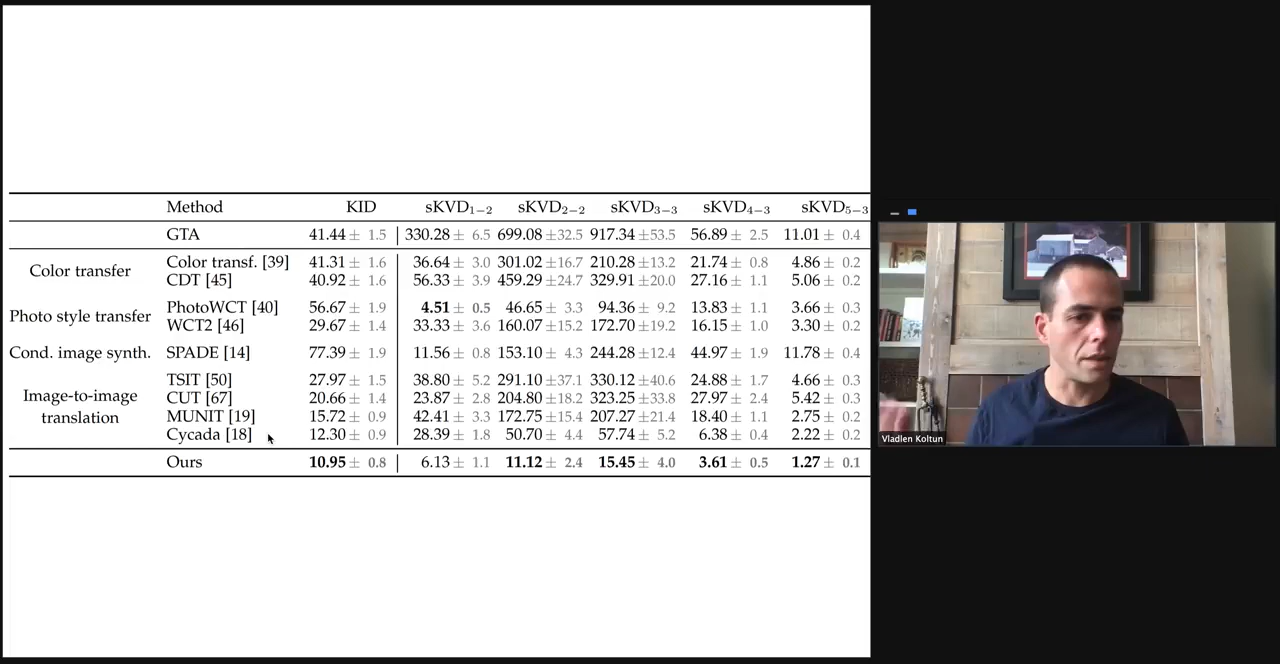 Method KID sKVD1−2 sKVD2−2 sKVD3−3 sKVD4−3 sKVD5−3
GTA 41.44 ± 1.5 330.28 ± 6.5 699.08 ±32.5 917.34 ±53.5 56.89 ± 2.5 11.01 ± 0.4
Color transfer
Color transf. [39] 41.31 ± 1.6 36.64 ± 3.0 301.02 ±16.7 210.28 ±13.2 21.74 ± 0.8 4.86 ± 0.2
CDT [45] 40.92 ± 1.6 56.33 ± 3.9 459.29 ±24.7 329.91 ±20.0 27.16 ± 1.1 5.06 ± 0.2
Photo style transfer
PhotoWCT [40] 56.67 ± 1.9 4.51 ± 0.5 46.65 ± 3.3 94.36 ± 9.2 13.83 ± 1.1 3.66 ± 0.3
WCT2 [46] 29.67 ± 1.4 33.33 ± 3.6 160.07 ±15.2 172.70 ±19.2 16.15 ± 1.0 3.30 ± 0.2
Cond. image synth. SPADE [14] 77.39 ± 1.9 11.56 ± 0.8 153.10 ± 4.3 244.28 ±12.4 44.97 ± 1.9 11.78 ± 0.4
Image-to-image
translation
TSIT [50] 27.97 ± 1.5 38.80 ± 5.2 291.10 ±37.1 330.12 ±40.6 24.88 ± 1.7 4.66 ± 0.3
CUT [67] 20.66 ± 1.4 23.87 ± 2.8 204.80 ±18.2 323.25 ±33.8 27.97 ± 2.4 5.42 ± 0.3
MUNIT [19] 15.72 ± 0.9 42.41 ± 3.3 172.75 ±15.4 207.27 ±21.4 18.40 ± 1.1 2.75 ± 0.2
Cycada [18] 12.30 ± 0.9 28.39 ± 1.8 50.70 ± 4.4 57.74 ± 5.2 6.38 ± 0.4 2.22 ± 0.2
Ours 10.95 ± 0.8 6.13 ± 1.1 11.12 ± 2.4 15.45 ± 4.0 3.61 ± 0.5 1.27 ± 0.1
Vladlen Koltun